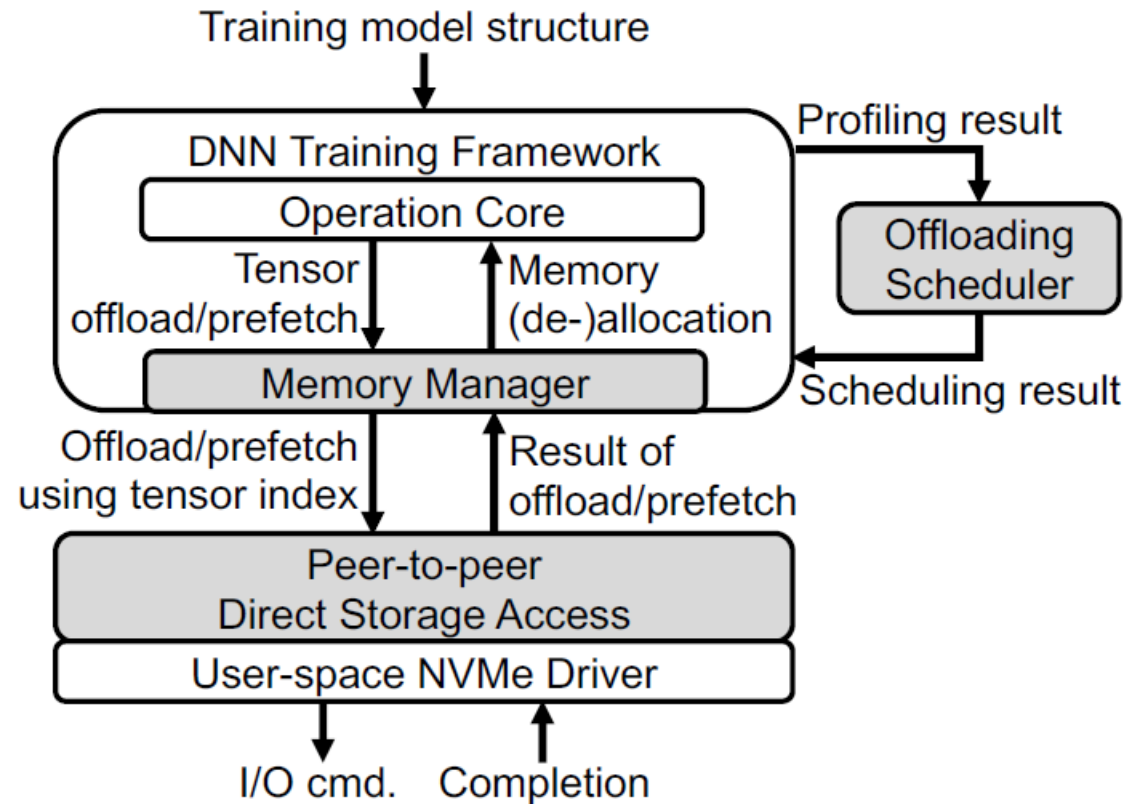 Training model structure
DNN Training Framework
Operation Core
Tensor
offload/prefetch
Memory
(de-)allocation
Memory Manager
Profiling result
Offloading
Scheduler
Scheduling result
Offload/prefetch
using tensor index
Result of
offload/prefetch
Peer-to-peer
Direct Storage Access
User-space NVMe Driver
I/O cmd.
Completion